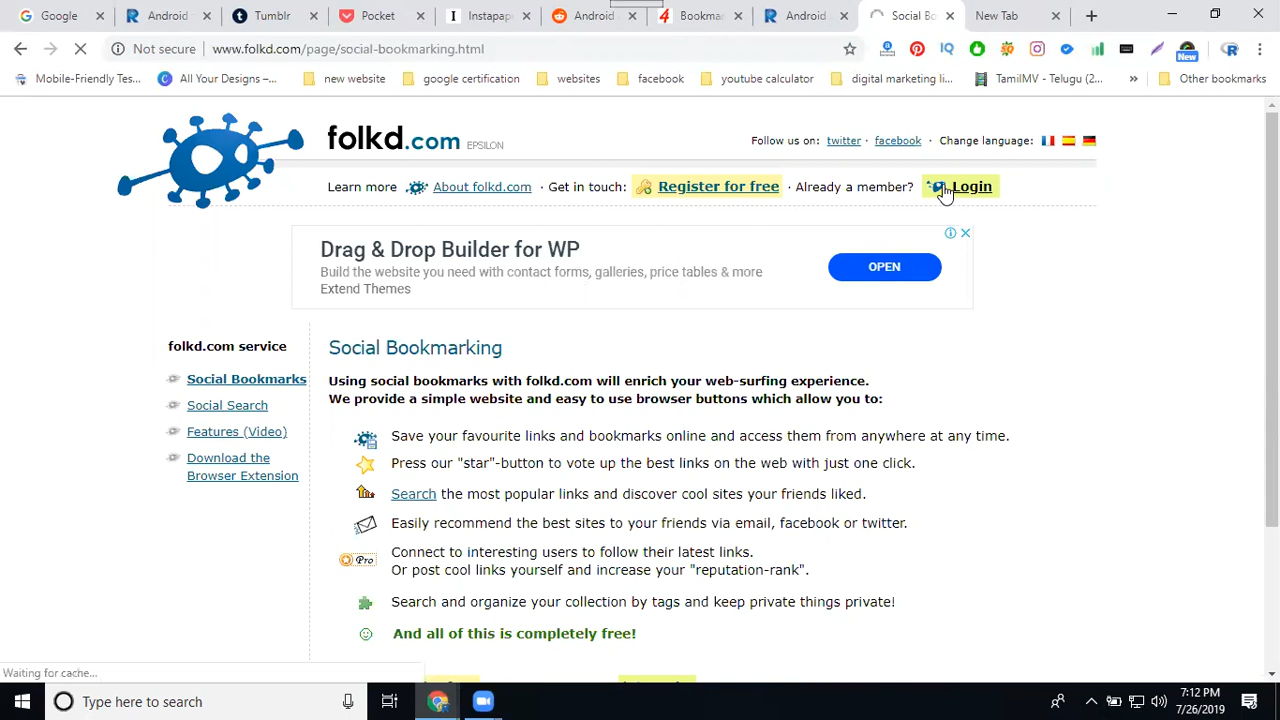 Google
Android
Tumblr
Pocket
Instapap
Android
Bookmar
Android
Social Bo
New Tab
Not secure
www.folkd.com/page/social-bookmarking.html
New
Mobile-Friendly Tes...
All Your Designs –...
new website
google certification
websites
facebook
youtube calculator
digital marketing li...
TamilMV - Telugu (2...
Other bookmarks
folkd.com EPSILON
Follow us on: twitter · facebook · Change language:
Learn more About folkd.com · Get in touch: Register for free · Already a member? Login
Drag & Drop Builder for WP
Build the website you need with contact forms, galleries, price tables & more
Extend Themes
OPEN
folkd.com service
Social Bookmarks
Social Search
Features (Video)
Download the
Browser Extension
Social Bookmarking
Using social bookmarks with folkd.com will enrich your web-surfing experience.
We provide a simple website and easy to use browser buttons which allow you to:
Save your favourite links and bookmarks online and access them from anywhere at any time.
Press our "star"-button to vote up the best links on the web with just one click.
Search the most popular links and discover cool sites your friends liked.
Easily recommend the best sites to your friends via email, facebook or twitter.
Pro
Connect to interesting users to follow their latest links.
Or post cool links yourself and increase your "reputation-rank".
Search and organize your collection by tags and keep private things private!
And all of this is completely free!
Waiting for cache...
Type here to search
7:12 PM
7/26/2019